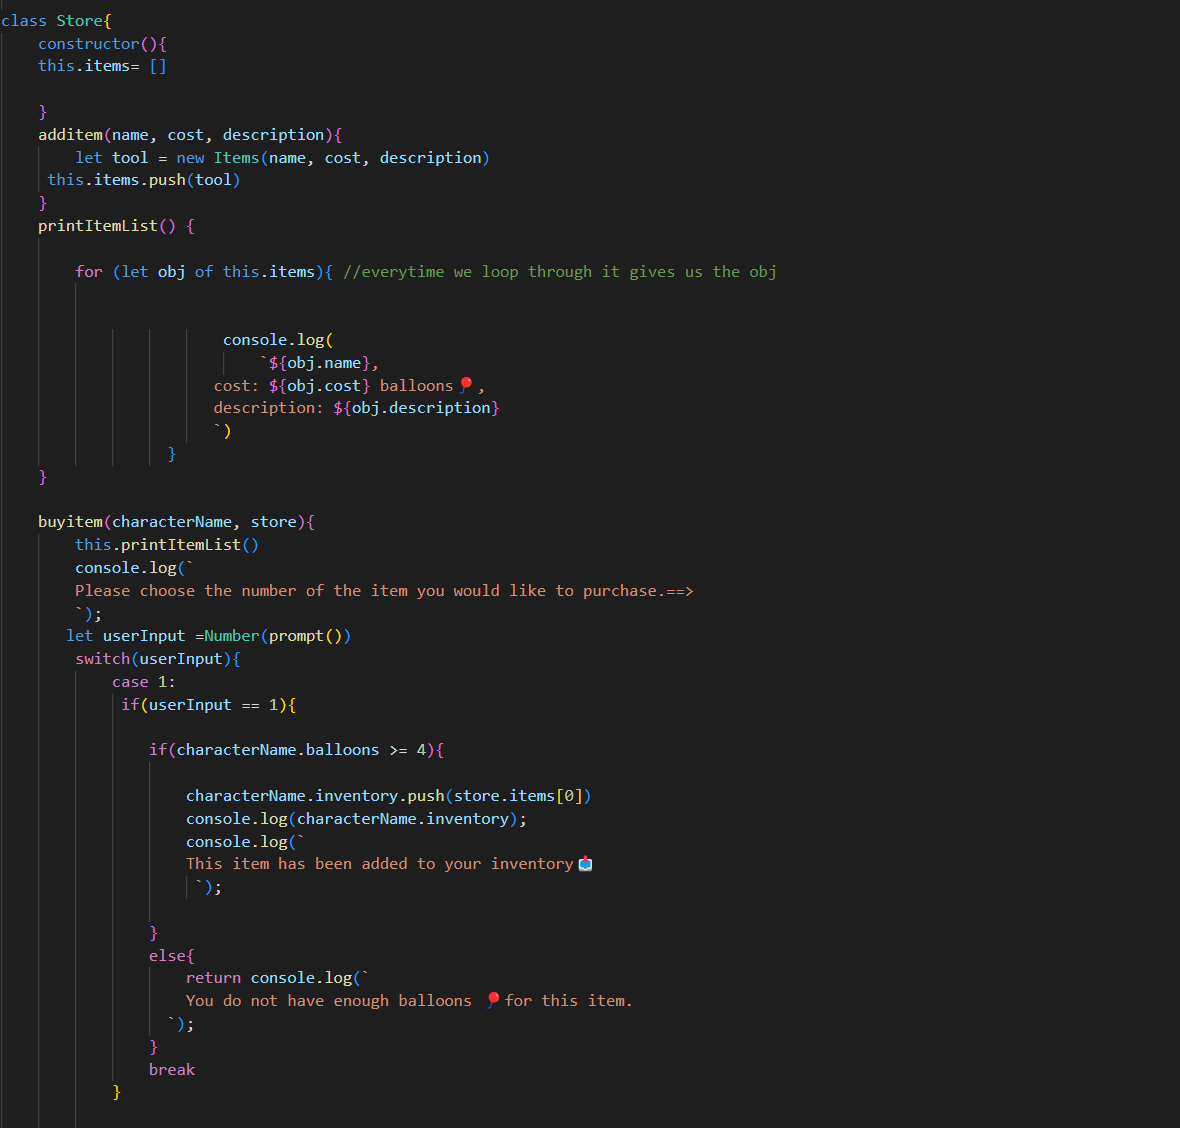 class Store{
    constructor(){
    this.items= []

    }
    additem(name, cost, description){
        let tool = new Items(name, cost, description)
     this.items.push(tool)
    }
    printItemList() {

        for (let obj of this.items){ //everytime we loop through it gives us the obj


                        console.log(
                            `${obj.name},
                       cost: ${obj.cost} balloons🎈,
                       description: ${obj.description}
                       `)
                  }
    }

    buyitem(characterName, store){
        this.printItemList()
        console.log(`
        Please choose the number of the item you would like to purchase.==>
        `);
       let userInput =Number(prompt())
        switch(userInput){
            case 1:
             if(userInput == 1){

                if(characterName.balloons >= 4){

                    characterName.inventory.push(store.items[0])
                    console.log(characterName.inventory);
                    console.log(`
                    This item has been added to your inventory📩
                     `);

                }
                else{
                    return console.log(`
                    You do not have enough balloons 🎈for this item.
                  `);
                }
                break
            }